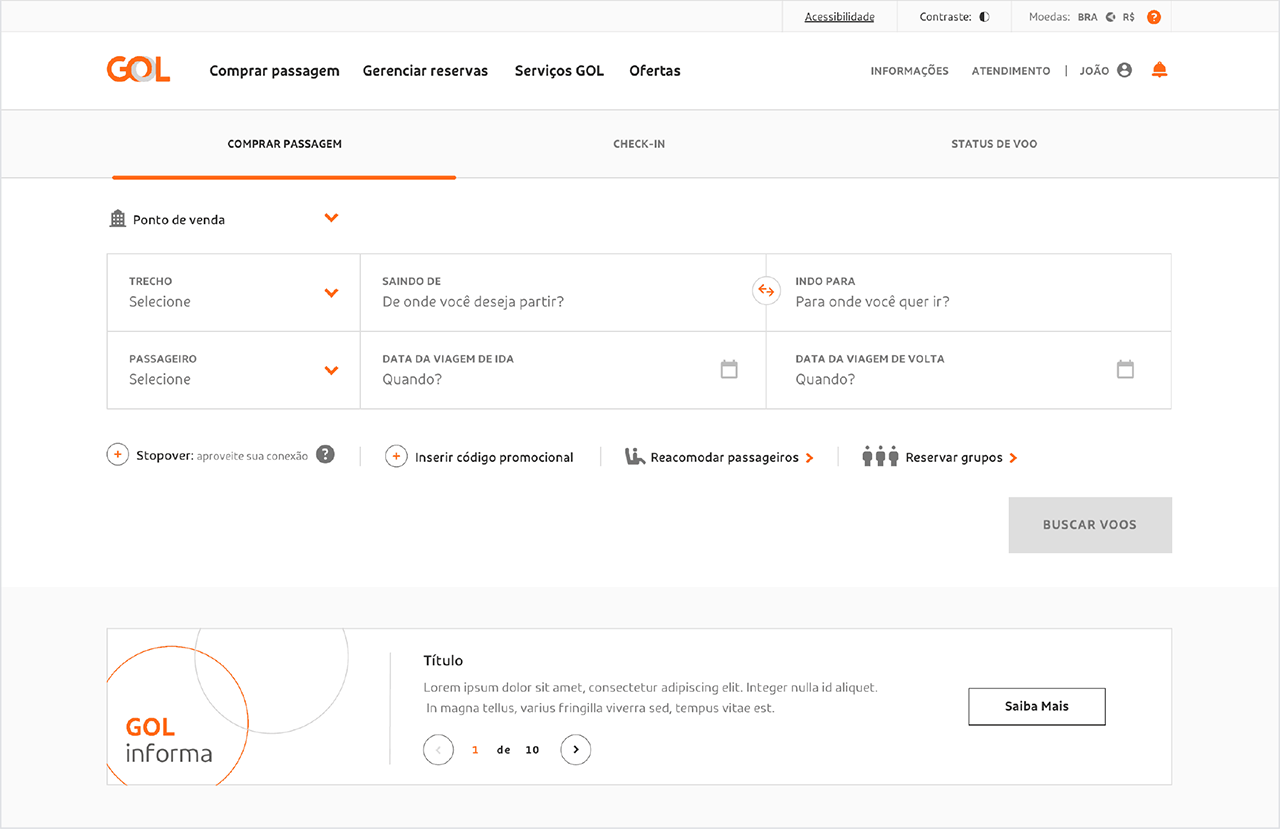 Acessibilidade Contraste: Moedas: BRA R$ ?
GOL Comprar passagem Gerenciar reservas Serviços GOL Ofertas INFORMAÇÕES ATENDIMENTO | JOÃO
COMPRAR PASSAGEM CHECK-IN STATUS DE VOO
Ponto de venda
TRECHO SAINDO DE INDO PARA
Selecione De onde você deseja partir? Para onde você quer ir?
PASSAGEIRO DATA DA VIAGEM DE IDA DATA DA VIAGEM DE VOLTA
Selecione Quando? Quando?
Stopover: aproveite sua conexão ? Inserir código promocional Reacomodar passageiros Reservar grupos
BUSCAR VOOS
GOL
informa
Título
Lorem ipsum dolor sit amet, consectetur adipiscing elit. Integer nulla id aliquet.
In magna tellus, varius fringilla viverra sed, tempus vitae est.
1 de 10
Saiba Mais